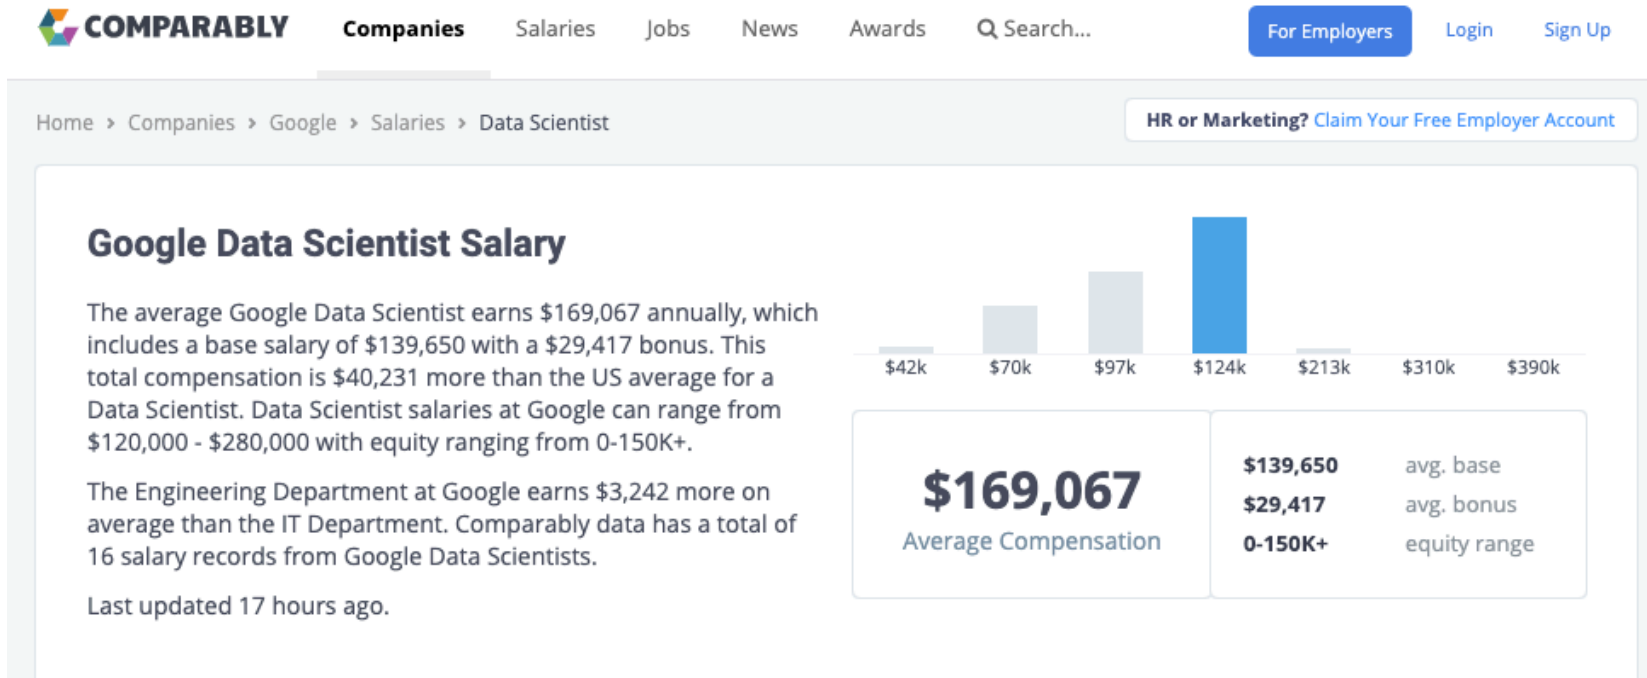 COMPARABLY Companies Salaries Jobs News Awards Search... For Employers Login Sign Up
Home > Companies > Google > Salaries > Data Scientist
HR or Marketing? Claim Your Free Employer Account
Google Data Scientist Salary
The average Google Data Scientist earns $169,067 annually, which
includes a base salary of $139,650 with a $29,417 bonus. This
total compensation is $40,231 more than the US average for a
Data Scientist. Data Scientist salaries at Google can range from
$120,000 - $280,000 with equity ranging from 0-150K+.
The Engineering Department at Google earns $3,242 more on
average than the IT Department. Comparably data has a total of
16 salary records from Google Data Scientists.
Last updated 17 hours ago.
$42k $70k $97k $124k $213k $310k $390k
$169,067
Average Compensation
$139,650 avg. base
$29,417 avg. bonus
0-150K+ equity range